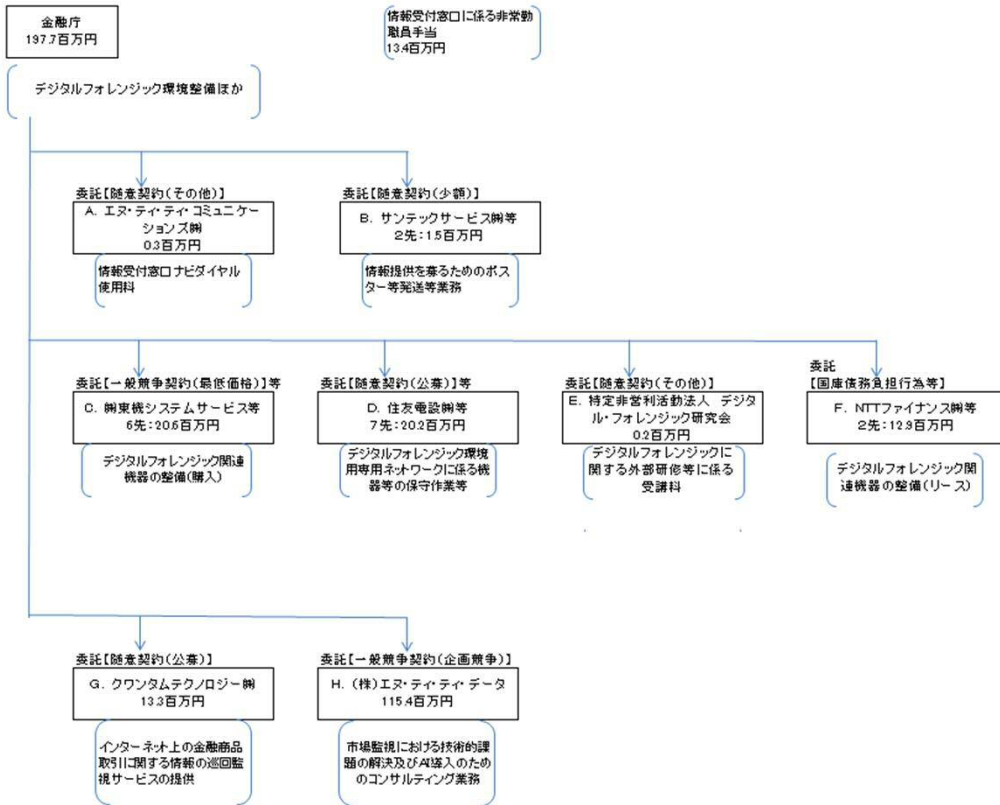 金融庁
197.7百万円
情報受付窓口に係る非常勤
職員手当
13.4百万円
デジタルフォレンジック環境整備ほか
委託【随意契約(その他)】
A. エヌ・ティ・ティ・コミュニケー
ションズ㈱
0.3百万円
情報受付窓口ナビダイヤル
使用料
委託【随意契約(少額)】
B. サンテックサービス㈱等
2先:1.5百万円
情報提供を募るためのポス
ター等発送等業務
委託【一般競争契約(最低価格)】等
C. ㈱東機システムサービス等
6先:20.6百万円
デジタルフォレンジック関連
機器の整備(購入)
委託【随意契約(公募)】等
D. 住友電設㈱等
7先:20.2百万円
デジタルフォレンジック環境
用専用ネットワークに係る機
器等の保守作業等
委託【随意契約(その他)】
E. 特定非営利活動法人 デジタ
ル・フォレンジック研究会
0.2百万円
デジタルフォレンジックに
関する外部研修等に係る
受講料
委託
【国庫債務負担行為等】
F. NTTファイナンス㈱等
2先:12.9百万円
デジタルフォレンジック関
連機器の整備(リース)
委託【随意契約(公募)】
G. クワンタムテクノロジー㈱
13.3百万円
インターネット上の金融商品
取引に関する情報の巡回監
視サービスの提供
委託【一般競争契約(企画競争)】
H. (株)エヌ・ティ・ティ・データ
115.4百万円
市場監視における技術的課
題の解決及びAI導入のため
のコンサルティング業務